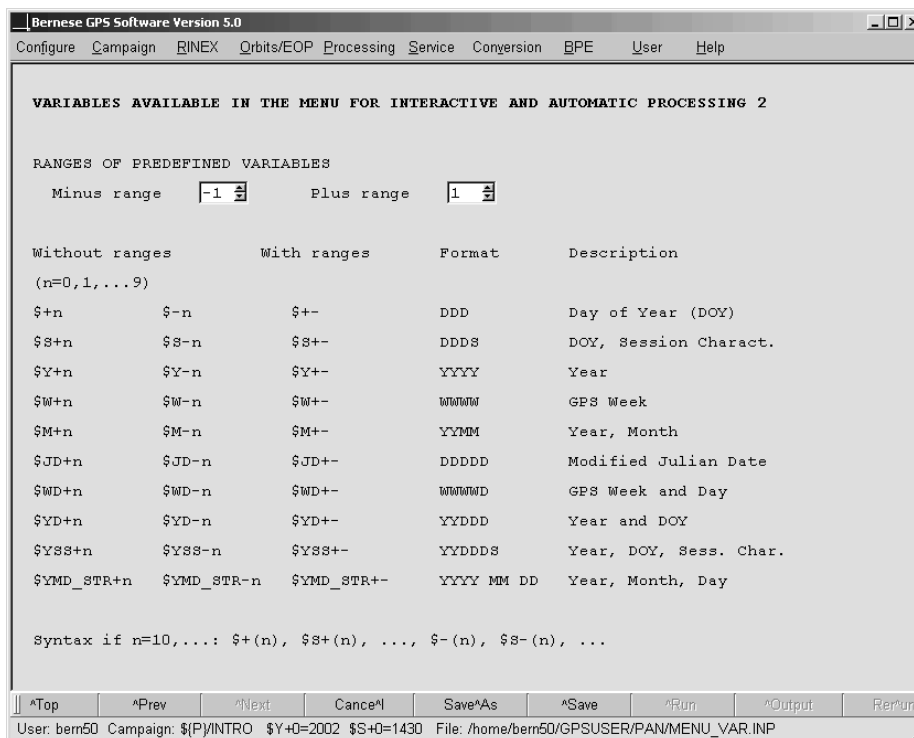 Bernese GPS Software Version 5.0
Configure Campaign RINEX Orbits/EOP Processing Service Conversion BPE User Help
VARIABLES AVAILABLE IN THE MENU FOR INTERACTIVE AND AUTOMATIC PROCESSING 2
RANGES OF PREDEFINED VARIABLES
Minus range -1 Plus range 1
Without ranges With ranges Format Description
(n=0,1,...9)
$+n $-n $+- DDD Day of Year (DOY)
$S+n $S-n $S+- DDDS DOY, Session Charact.
$Y+n $Y-n $Y+- YYYY Year
$W+n $W-n $W+- WWWW GPS Week
$M+n $M-n $M+- YYMM Year, Month
$JD+n $JD-n $JD+- DDDDD Modified Julian Date
$WD+n $WD-n $WD+- WWWWD GPS Week and Day
$YD+n $YD-n $YD+- YYDDD Year and DOY
$YSS+n $YSS-n $YSS+- YYDDDS Year, DOY, Sess. Char.
$YMD_STR+n $YMD_STR-n $YMD_STR+- YYYY MM DD Year, Month, Day
Syntax if n=10,...: $+(n), $S+(n), ..., $-(n), $S-(n), ...
^Top ^Prev ^Next Cance^l Save^As ^Save ^Run ^Output Rer^un
User: bern50 Campaign: ${P}/INTRO $Y+0=2002 $S+0=1430 File: /home/bern50/GPSUSER/PAN/MENU_VAR.INP